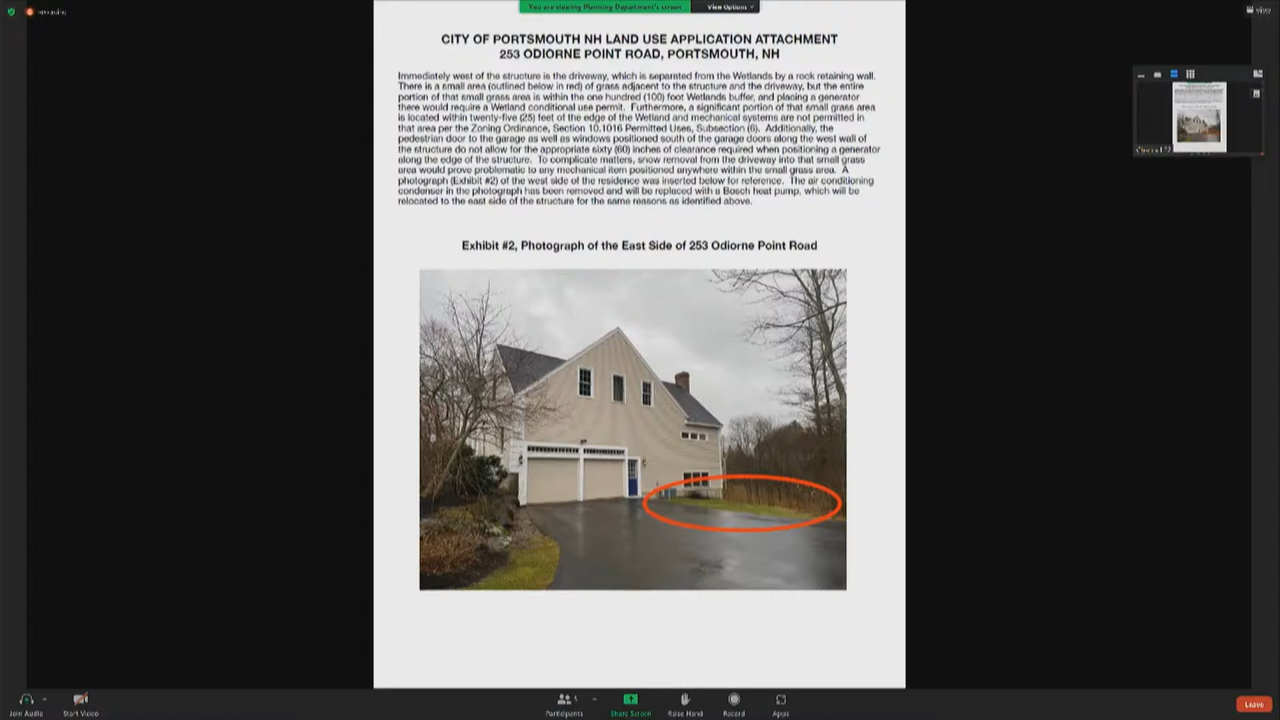 You are viewing Planning Department's screen
View Options
View
CITY OF PORTSMOUTH NH LAND USE APPLICATION ATTACHMENT
253 ODIORNE POINT ROAD, PORTSMOUTH, NH
Immediately west of the structure is the driveway, which is separated from the Wetlands by a rock retaining wall.
There is a small area (outlined below in red) of grass adjacent to the structure and the driveway, but the entire
portion of that small grass area is within the one hundred (100) foot Wetlands buffer, and placing a generator
there would require a Wetland conditional use permit. Furthermore, a significant portion of that small grass area
is located within twenty-five (25) feet of the edge of the Wetland and mechanical systems are not permitted in
that area per the Zoning Ordinance, Section 10.1016 Permitted Uses, Subsection (6). Additionally, the
pedestrian door to the garage as well as windows positioned south of the garage doors along the west wall of
the structure do not allow for the appropriate sixty (60) inches of clearance required when positioning a generator
along the edge of the structure. To complicate matters, snow removal from the driveway into that small grass
area would prove problematic to any mechanical item positioned anywhere within the small grass area. A
photograph (Exhibit #2) of the west side of the residence was inserted below for reference. The air conditioning
condenser in the photograph has been removed and will be replaced with a Bosch heat pump, which will be
relocated to the east side of the structure for the same reasons as identified above.
Exhibit #2, Photograph of the East Side of 253 Odiorne Point Road
Join Audio
Start Video
Participants
Share Screen
Raise Hand
Record
Apps
Leave